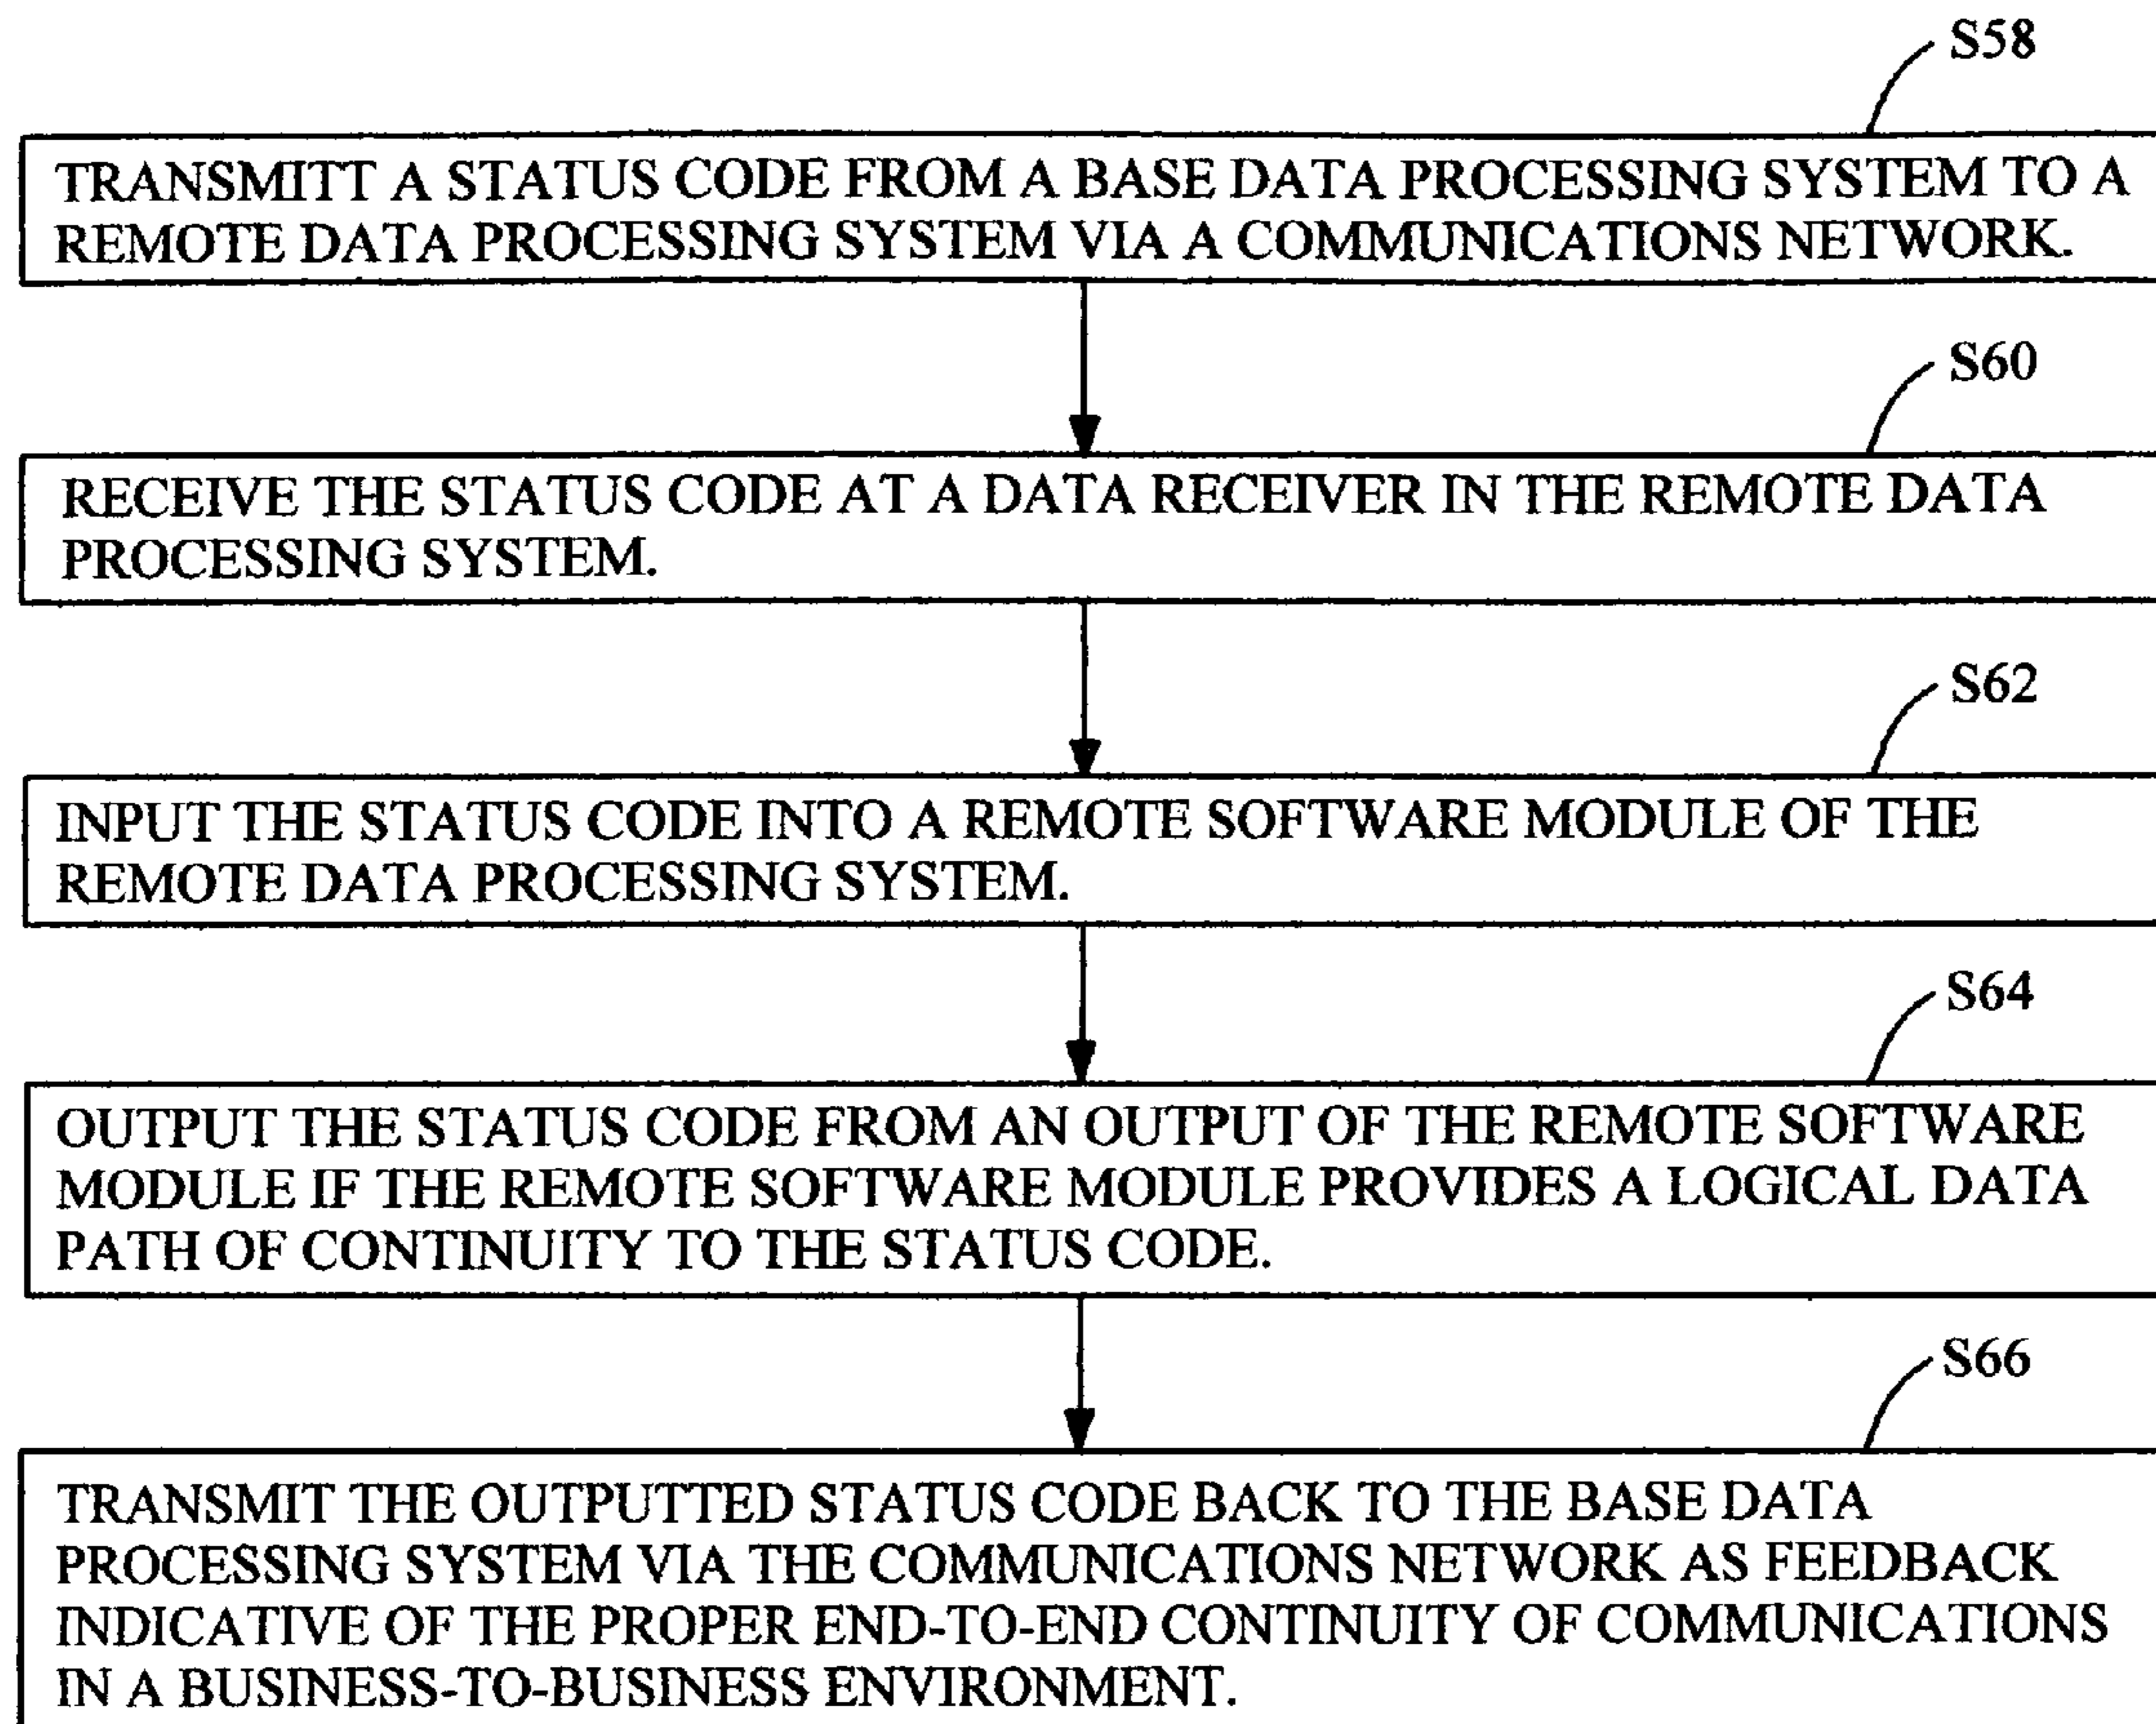 S58
TRANSMITT A STATUS CODE FROM A BASE DATA PROCESSING SYSTEM TO A
REMOTE DATA PROCESSING SYSTEM VIA A COMMUNICATIONS NETWORK.
S60
RECEIVE THE STATUS CODE AT A DATA RECEIVER IN THE REMOTE DATA
PROCESSING SYSTEM.
S62
INPUT THE STATUS CODE INTO A REMOTE SOFTWARE MODULE OF THE
REMOTE DATA PROCESSING SYSTEM.
S64
OUTPUT THE STATUS CODE FROM AN OUTPUT OF THE REMOTE SOFTWARE
MODULE IF THE REMOTE SOFTWARE MODULE PROVIDES A LOGICAL DATA
PATH OF CONTINUITY TO THE STATUS CODE.
S66
TRANSMIT THE OUTPUTTED STATUS CODE BACK TO THE BASE DATA
PROCESSING SYSTEM VIA THE COMMUNICATIONS NETWORK AS FEEDBACK
INDICATIVE OF THE PROPER END-TO-END CONTINUITY OF COMMUNICATIONS
IN A BUSINESS-TO-BUSINESS ENVIRONMENT.